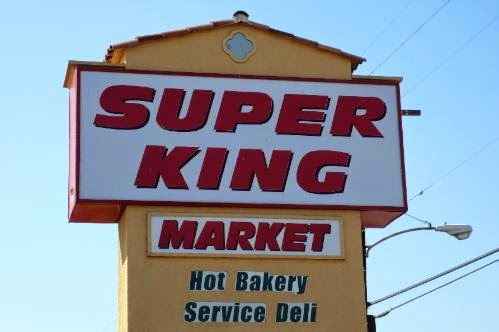 SUPER
KING
MARKET
Hot Bakery
Service Deli